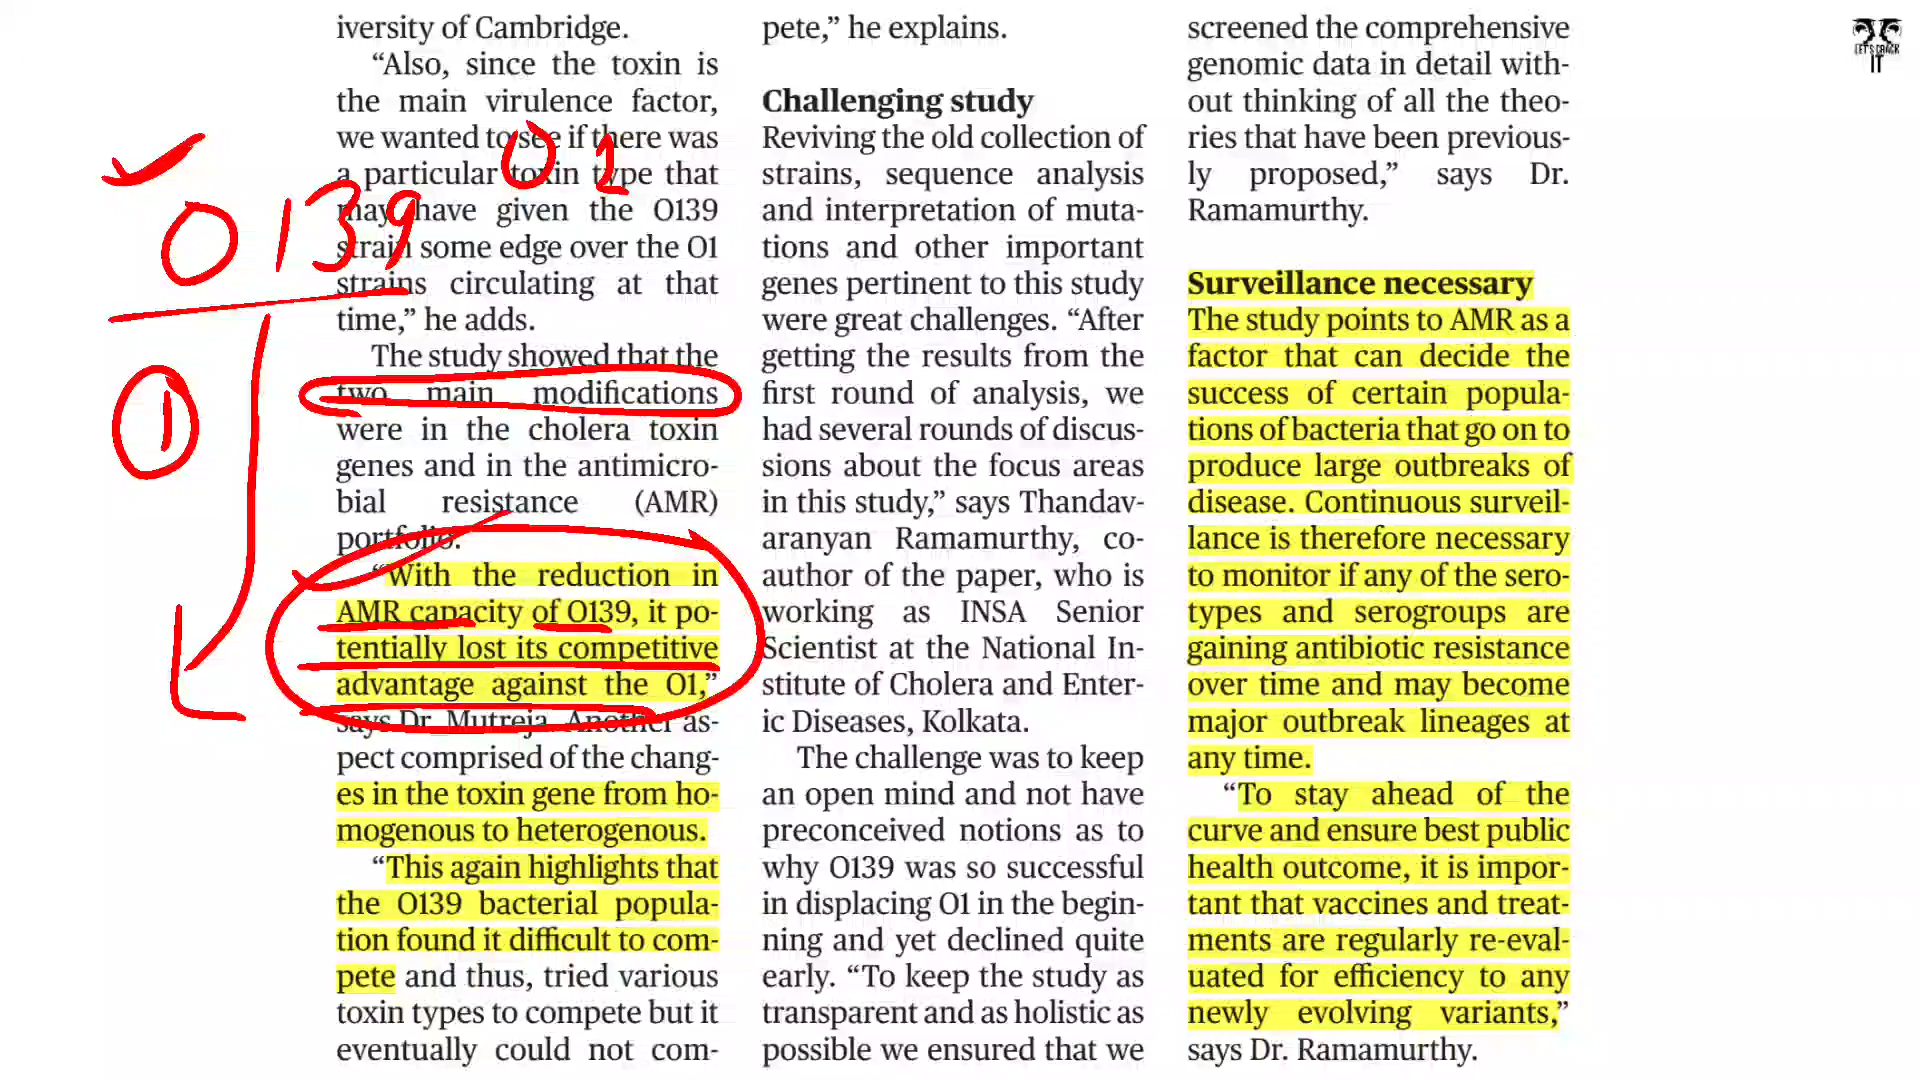 iversity of Cambridge.
“Also, since the toxin is
the main virulence factor,
we wanted to see if there was
a particular toxin type that
may have given the O139
strain some edge over the O1
strains circulating at that
time,” he adds.
The study showed that the
two main modifications
were in the cholera toxin
genes and in the antimicro-
bial resistance (AMR)
portfolio.
“With the reduction in
AMR capacity of O139, it po-
tentially lost its competitive
advantage against the O1,”
says Dr. Mutreja. Another as-
pect comprised of the chang-
es in the toxin gene from ho-
mogenous to heterogenous.
“This again highlights that
the O139 bacterial popula-
tion found it difficult to com-
pete and thus, tried various
toxin types to compete but it
eventually could not com-
pete,” he explains.
Challenging study
Reviving the old collection of
strains, sequence analysis
and interpretation of muta-
tions and other important
genes pertinent to this study
were great challenges. “After
getting the results from the
first round of analysis, we
had several rounds of discus-
sions about the focus areas
in this study,” says Thandav-
aranyan Ramamurthy, co-
author of the paper, who is
working as INSA Senior
Scientist at the National In-
stitute of Cholera and Enter-
ic Diseases, Kolkata.
The challenge was to keep
an open mind and not have
preconceived notions as to
why O139 was so successful
in displacing O1 in the begin-
ning and yet declined quite
early. “To keep the study as
transparent and as holistic as
possible we ensured that we
screened the comprehensive
genomic data in detail with-
out thinking of all the theo-
ries that have been previous-
ly proposed,” says Dr.
Ramamurthy.
Surveillance necessary
The study points to AMR as a
factor that can decide the
success of certain popula-
tions of bacteria that go on to
produce large outbreaks of
disease. Continuous surveil-
lance is therefore necessary
to monitor if any of the sero-
types and serogroups are
gaining antibiotic resistance
over time and may become
major outbreak lineages at
any time.
“To stay ahead of the
curve and ensure best public
health outcome, it is impor-
tant that vaccines and treat-
ments are regularly re-eval-
uated for efficiency to any
newly evolving variants,”
says Dr. Ramamurthy.
O139
O1
1
LET'S CRACK
IT